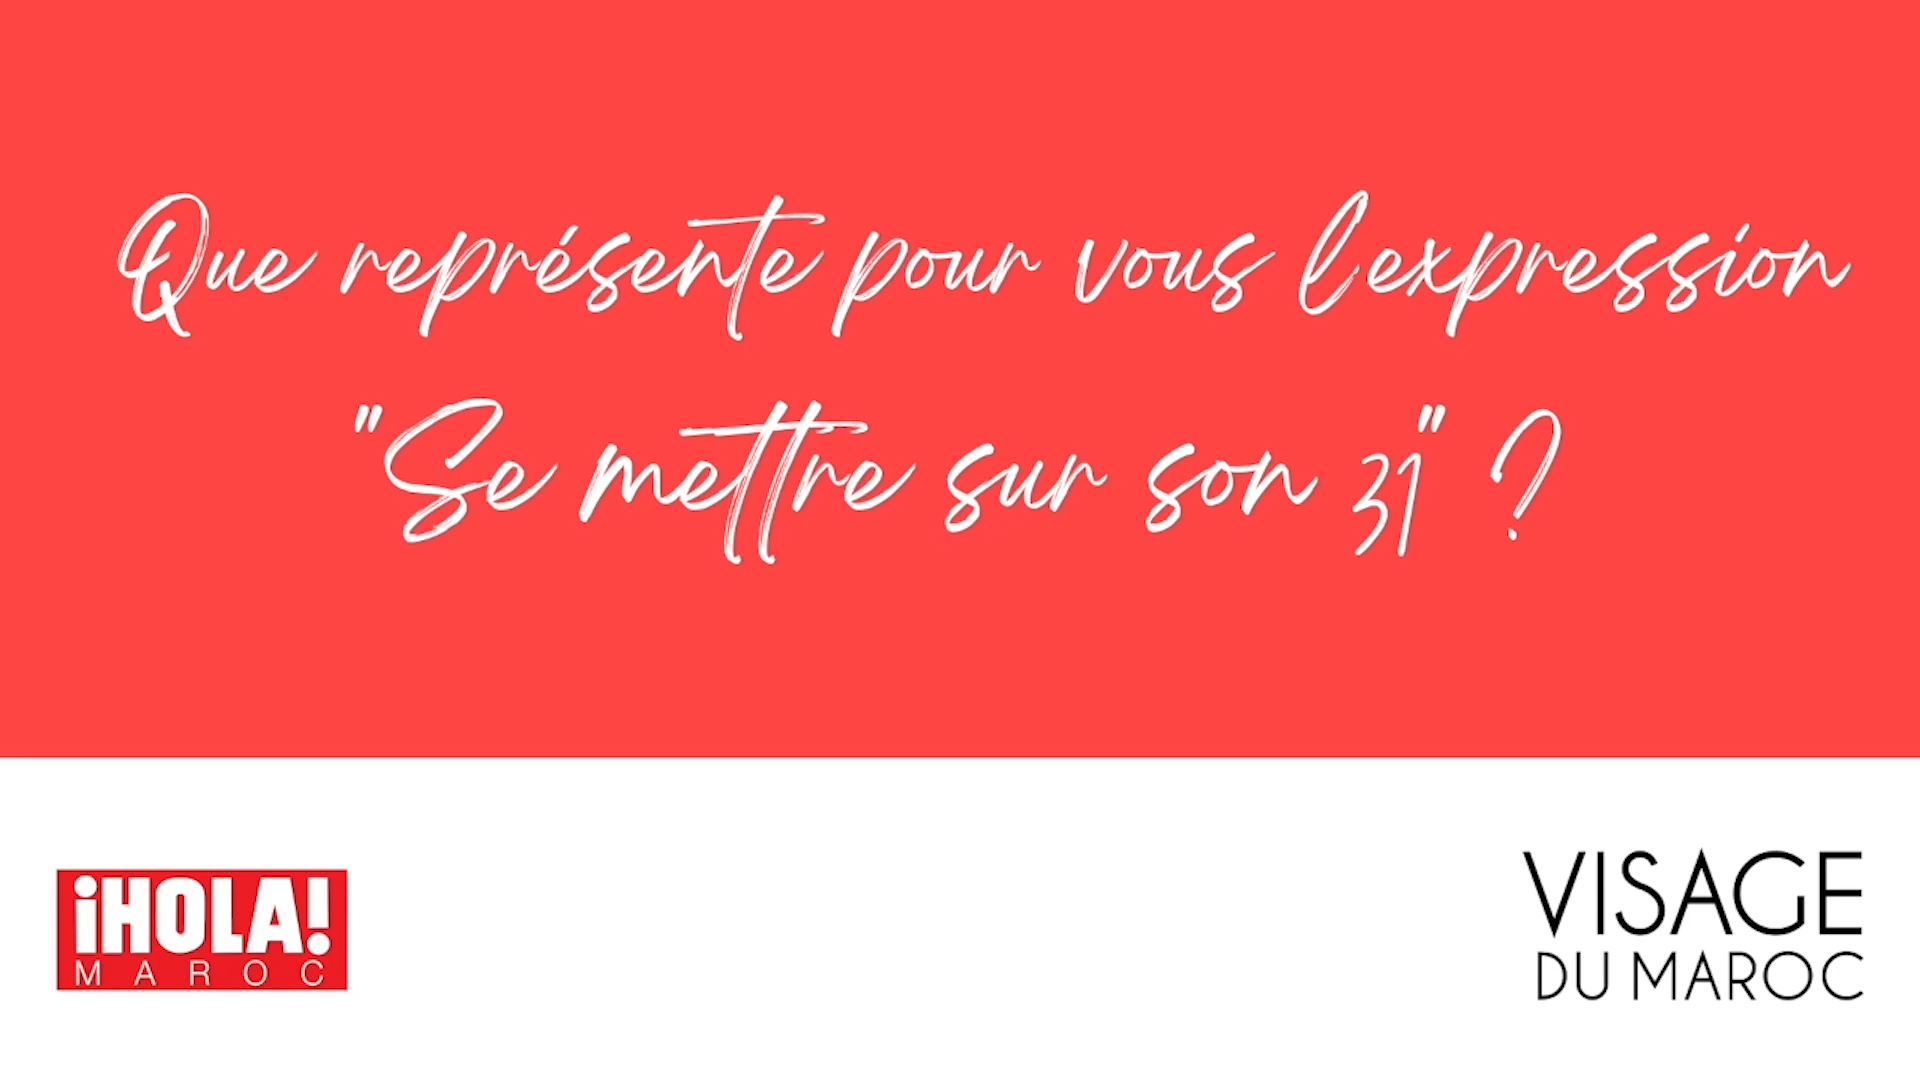 Que représente pour vous l'expression
"Se mettre sur son 31" ?
¡HOLA!
MAROC
VISAGE
DU MAROC